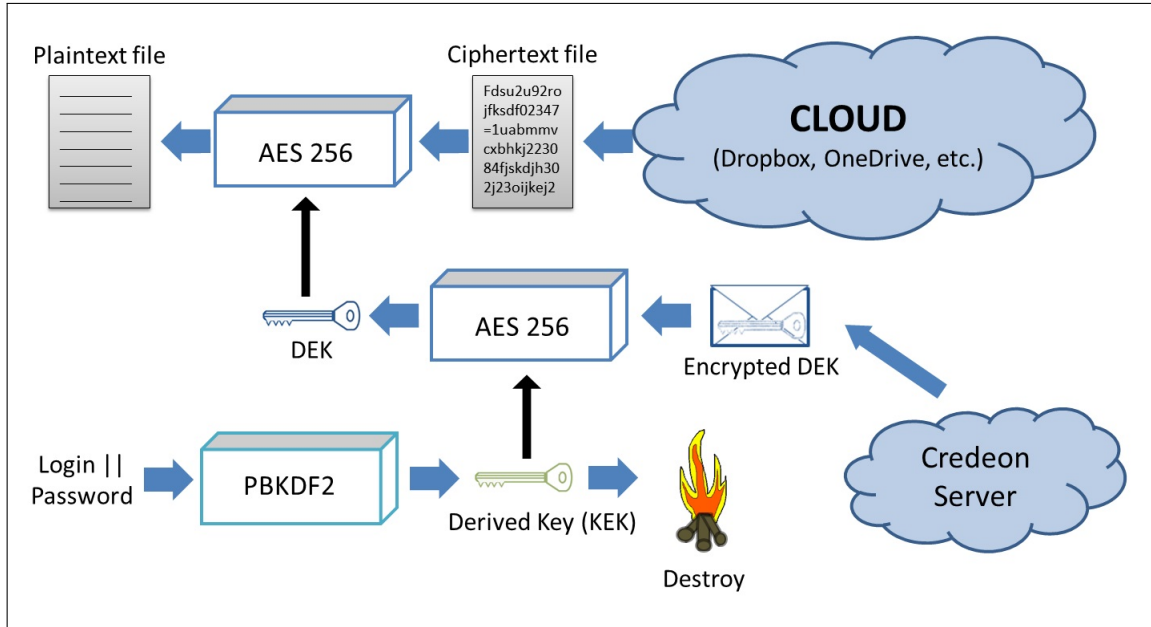 Plaintext file
Ciphertext file
AES 256
Fdsu2u92ro
jfksdf02347
=1uabmmv
cxbhkj2230
84fjskdjh30
2j23oijkej2
CLOUD
(Dropbox, OneDrive, etc.)
DEK
AES 256
Encrypted DEK
Login ||
Password
PBKDF2
Derived Key (KEK)
Destroy
Credeon
Server